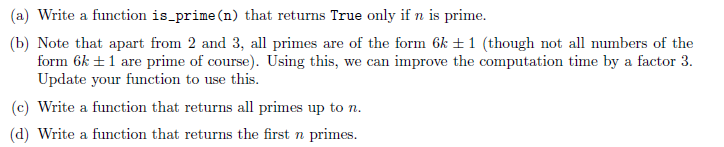 (a) Write a function is_prime(n) that returns True only if n is prime.
(b) Note that apart from 2 and 3, all primes are of the form 6k ± 1 (though not all numbers of the
form 6k ± 1 are prime of course). Using this, we can improve the computation time by a factor 3.
Update your function to use this.
(c) Write a function that returns all primes up to n.
(d) Write a function that returns the first n primes.